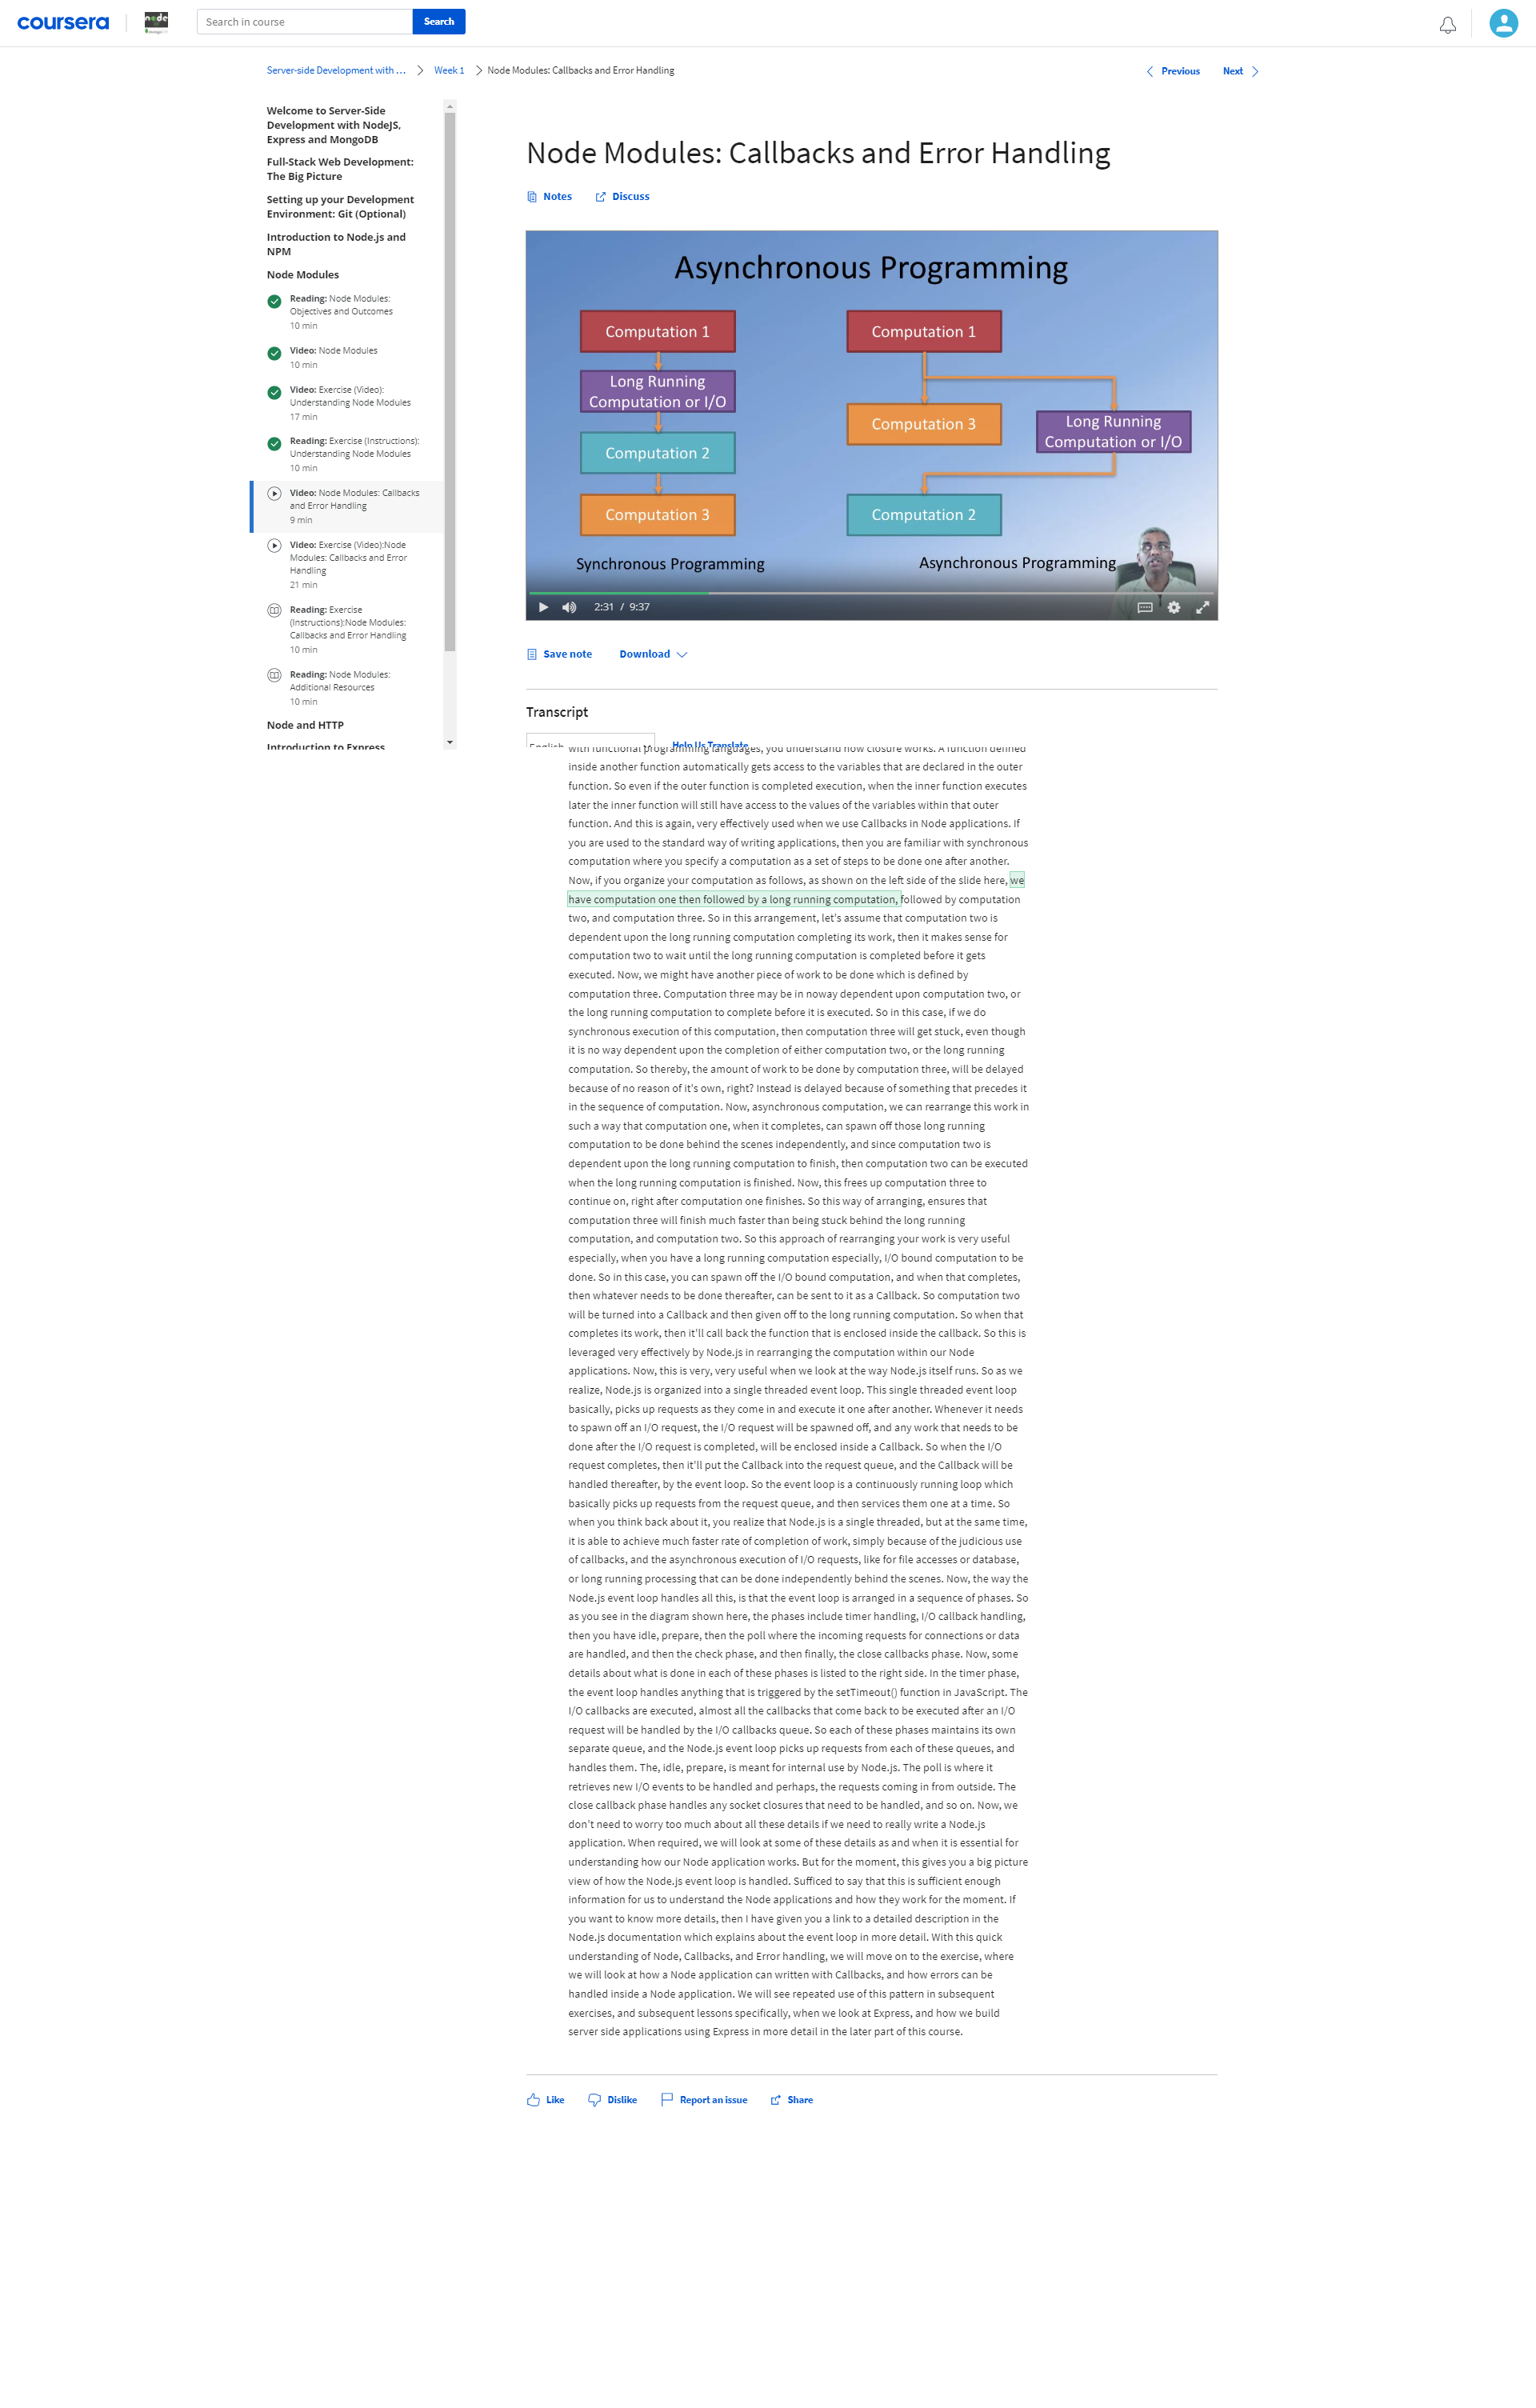 coursera
node
Search in course
Search
Server-side Development with ...
Week 1
Node Modules: Callbacks and Error Handling
Previous
Next
Welcome to Server-Side
Development with NodeJS,
Express and MongoDB
Full-Stack Web Development:
The Big Picture
Setting up your Development
Environment: Git (Optional)
Introduction to Node.js and
NPM
Node Modules
Reading: Node Modules:
Objectives and Outcomes
10 min
Video: Node Modules
10 min
Video: Exercise (Video):
Understanding Node Modules
17 min
Reading: Exercise (Instructions):
Understanding Node Modules
10 min
Video: Node Modules: Callbacks
and Error Handling
9 min
Video: Exercise (Video):Node
Modules: Callbacks and Error
Handling
21 min
Reading: Exercise
(Instructions):Node Modules:
Callbacks and Error Handling
10 min
Reading: Node Modules:
Additional Resources
10 min
Node and HTTP
Introduction to Express
Node Modules: Callbacks and Error Handling
Notes
Discuss
Asynchronous Programming
Computation 1
Long Running
Computation or I/O
Computation 2
Computation 3
Synchronous Programming
Computation 1
Computation 3
Long Running
Computation or I/O
Computation 2
Asynchronous Programming
2:31 / 9:37
Save note
Download
Transcript
English
Help Us Translate
with functional programming languages, you understand how closure works. A function defined
inside another function automatically gets access to the variables that are declared in the outer
function. So even if the outer function is completed execution, when the inner function executes
later the inner function will still have access to the values of the variables within that outer
function. And this is again, very effectively used when we use Callbacks in Node applications. If
you are used to the standard way of writing applications, then you are familiar with synchronous
computation where you specify a computation as a set of steps to be done one after another.
Now, if you organize your computation as follows, as shown on the left side of the slide here, we
have computation one then followed by a long running computation, followed by computation
two, and computation three. So in this arrangement, let's assume that computation two is
dependent upon the long running computation completing its work, then it makes sense for
computation two to wait until the long running computation is completed before it gets
executed. Now, we might have another piece of work to be done which is defined by
computation three. Computation three may be in noway dependent upon computation two, or
the long running computation to complete before it is executed. So in this case, if we do
synchronous execution of this computation, then computation three will get stuck, even though
it is no way dependent upon the completion of either computation two, or the long running
computation. So thereby, the amount of work to be done by computation three, will be delayed
because of no reason of it's own, right? Instead is delayed because of something that precedes it
in the sequence of computation. Now, asynchronous computation, we can rearrange this work in
such a way that computation one, when it completes, can spawn off those long running
computation to be done behind the scenes independently, and since computation two is
dependent upon the long running computation to finish, then computation two can be executed
when the long running computation is finished. Now, this frees up computation three to
continue on, right after computation one finishes. So this way of arranging, ensures that
computation three will finish much faster than being stuck behind the long running
computation, and computation two. So this approach of rearranging your work is very useful
especially, when you have a long running computation especially, I/O bound computation to be
done. So in this case, you can spawn off the I/O bound computation, and when that completes,
then whatever needs to be done thereafter, can be sent to it as a Callback. So computation two
will be turned into a Callback and then given off to the long running computation. So when that
completes its work, then it'll call back the function that is enclosed inside the callback. So this is
leveraged very effectively by Node.js in rearranging the computation within our Node
applications. Now, this is very, very useful when we look at the way Node.js itself runs. So as we
realize, Node.js is organized into a single threaded event loop. This single threaded event loop
basically, picks up requests as they come in and execute it one after another. Whenever it needs
to spawn off an I/O request, the I/O request will be spawned off, and any work that needs to be
done after the I/O request is completed, will be enclosed inside a Callback. So when the I/O
request completes, then it'll put the Callback into the request queue, and the Callback will be
handled thereafter, by the event loop. So the event loop is a continuously running loop which
basically picks up requests from the request queue, and then services them one at a time. So
when you think back about it, you realize that Node.js is a single threaded, but at the same time,
it is able to achieve much faster rate of completion of work, simply because of the judicious use
of callbacks, and the asynchronous execution of I/O requests, like for file accesses or database,
or long running processing that can be done independently behind the scenes. Now, the way the
Node.js event loop handles all this, is that the event loop is arranged in a sequence of phases. So
as you see in the diagram shown here, the phases include timer handling, I/O callback handling,
then you have idle, prepare, then the poll where the incoming requests for connections or data
are handled, and then the check phase, and then finally, the close callbacks phase. Now, some
details about what is done in each of these phases is listed to the right side. In the timer phase,
the event loop handles anything that is triggered by the setTimeout() function in JavaScript. The
I/O callbacks are executed, almost all the callbacks that come back to be executed after an I/O
request will be handled by the I/O callbacks queue. So each of these phases maintains its own
separate queue, and the Node.js event loop picks up requests from each of these queues, and
handles them. The, idle, prepare, is meant for internal use by Node.js. The poll is where it
retrieves new I/O events to be handled and perhaps, the requests coming in from outside. The
close callback phase handles any socket closures that need to be handled, and so on. Now, we
don't need to worry too much about all these details if we need to really write a Node.js
application. When required, we will look at some of these details as and when it is essential for
understanding how our Node application works. But for the moment, this gives you a big picture
view of how the Node.js event loop is handled. Sufficed to say that this is sufficient enough
information for us to understand the Node applications and how they work for the moment. If
you want to know more details, then I have given you a link to a detailed description in the
Node.js documentation which explains about the event loop in more detail. With this quick
understanding of Node, Callbacks, and Error handling, we will move on to the exercise, where
we will look at how a Node application can written with Callbacks, and how errors can be
handled inside a Node application. We will see repeated use of this pattern in subsequent
exercises, and subsequent lessons specifically, when we look at Express, and how we build
server side applications using Express in more detail in the later part of this course.
Like
Dislike
Report an issue
Share